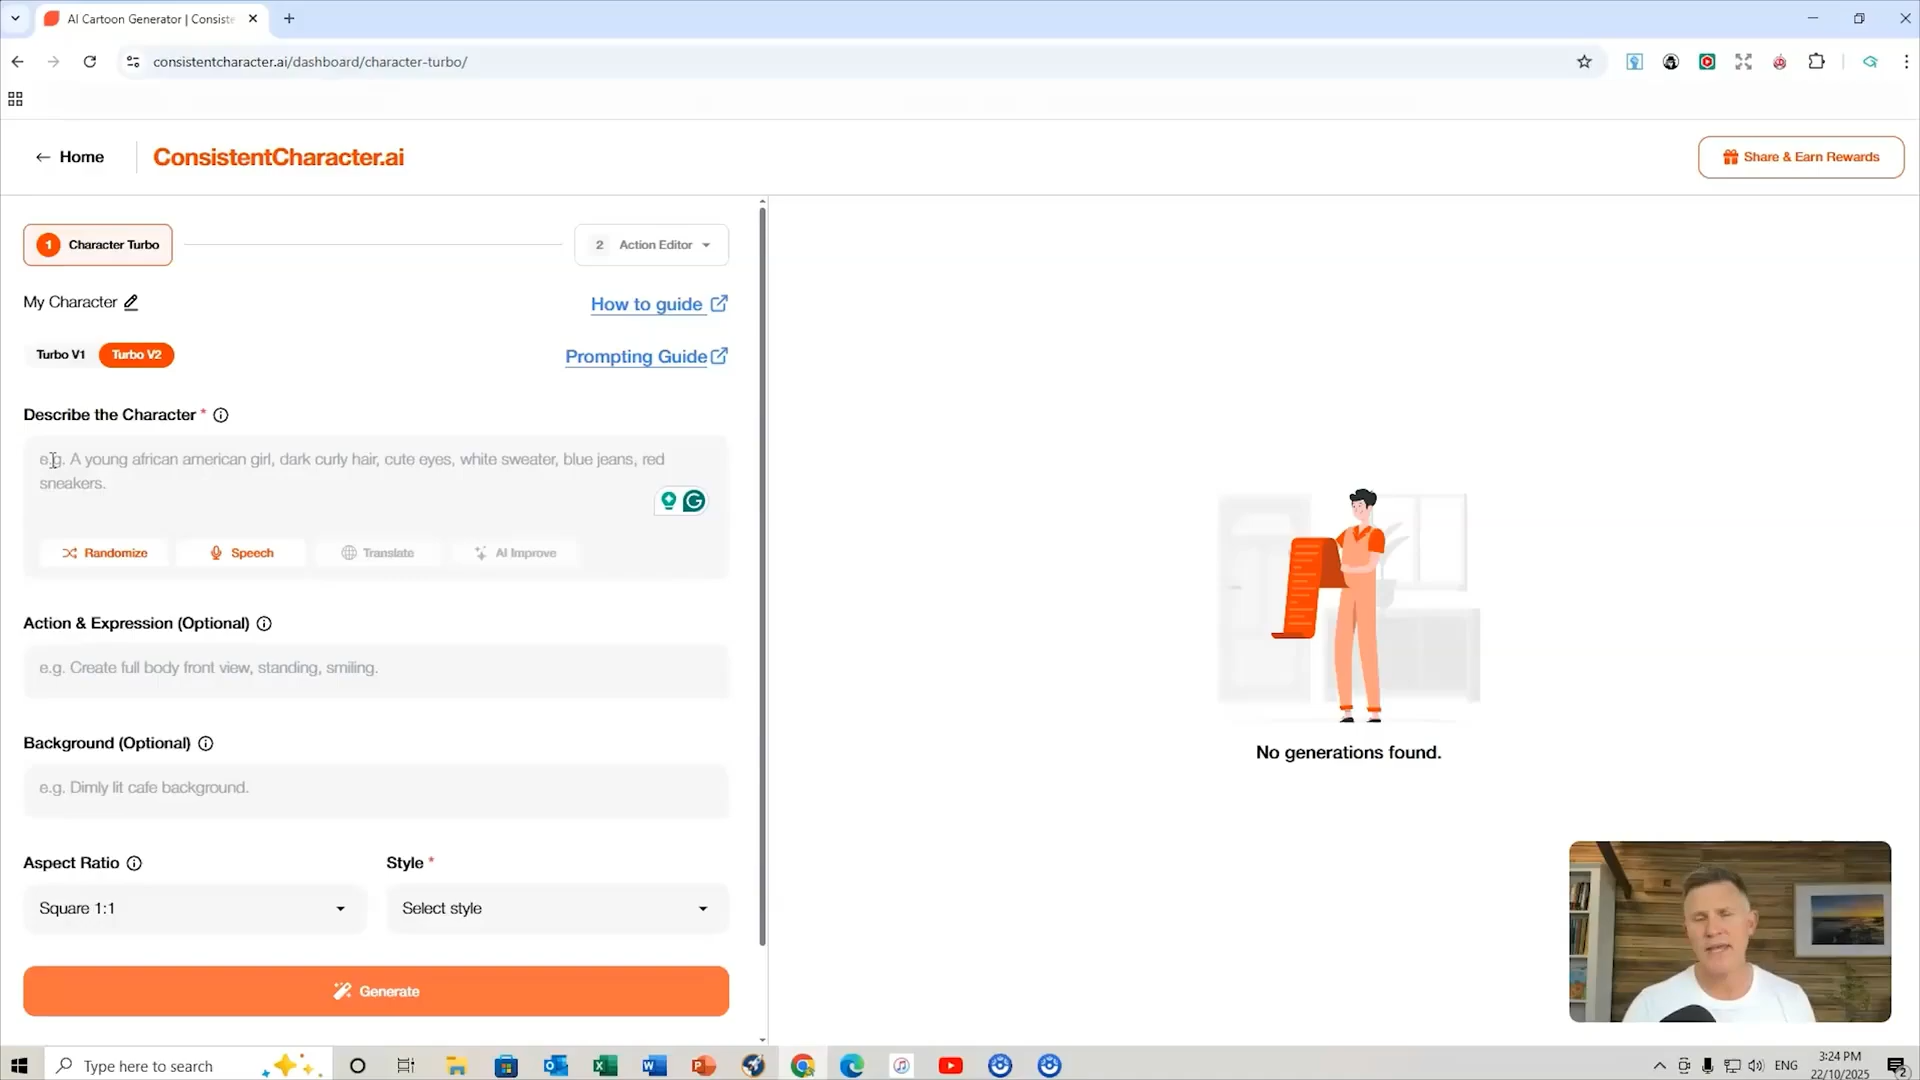 AI Cartoon Generator | Consiste
consistentcharacter.ai/dashboard/character-turbo/
Home
ConsistentCharacter.ai
Share & Earn Rewards
1 Character Turbo
2 Action Editor
My Character
How to guide
Turbo V1 Turbo V2
Prompting Guide
Describe the Character *
e.g. A young african american girl, dark curly hair, cute eyes, white sweater, blue jeans, red
sneakers.
Randomize Speech Translate AI Improve
Action & Expression (Optional)
e.g. Create full body front view, standing, smiling.
Background (Optional)
e.g. Dimly lit cafe background.
Aspect Ratio Style *
Square 1:1 Select style
Generate
No generations found.
Type here to search
ENG
3:24 PM
22/10/2025
2